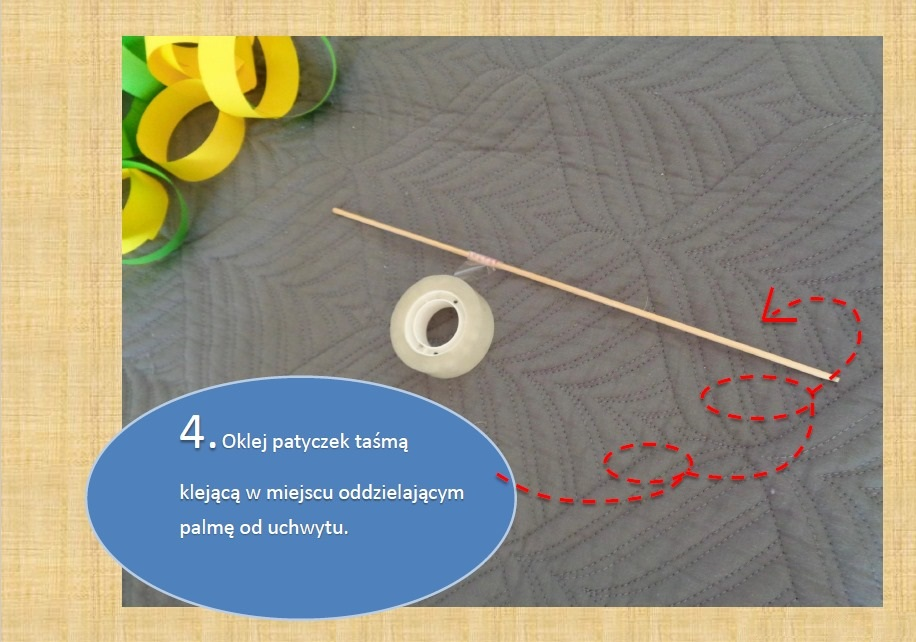 4. Oklej patyczek taśmą
klejącą w miejscu oddzielającym
palmę od uchwytu.